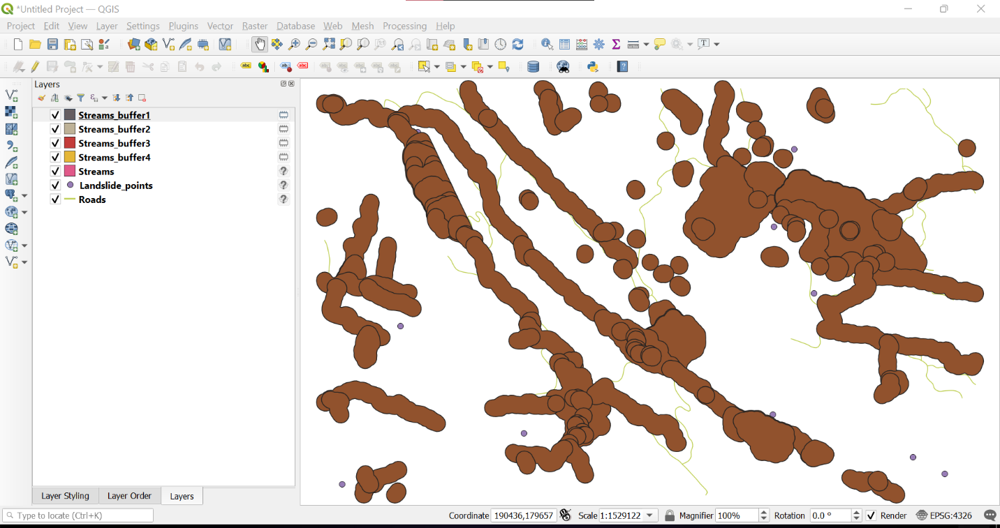 *Untitled Project — QGIS
Project Edit View Layer Settings Plugins Vector Raster Database Web Mesh Processing Help
Layers
Streams_buffer1
Streams_buffer2
Streams_buffer3
Streams_buffer4
Streams
Landslide_points
Roads
Layer Styling Layer Order Layers
Type to locate (Ctrl+K) Coordinate 190436,179657 Scale 1:1529122 Magnifier 100% Rotation 0.0 ° Render EPSG:4326